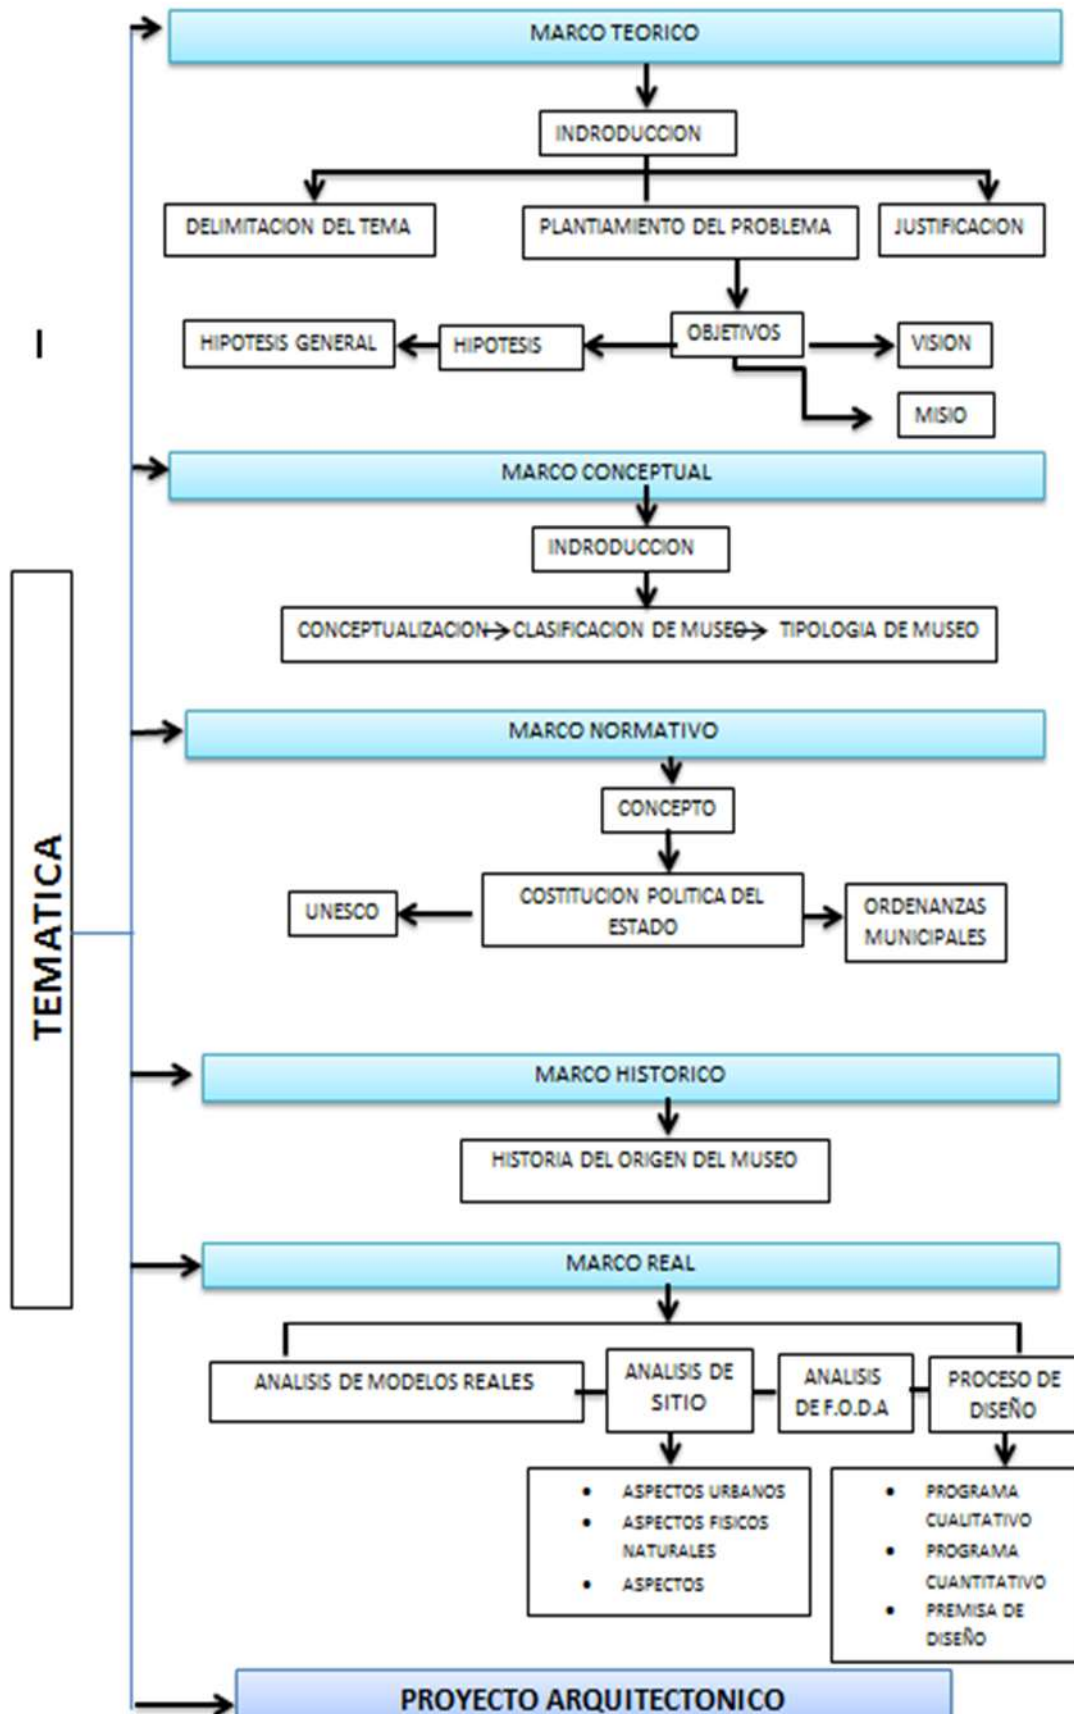 MARCO TEORICO
INDRODUCCION
DELIMITACION DEL TEMA
PLANTIAMIENTO DEL PROBLEMA
JUSTIFICACION
HIPOTESIS GENERAL
HIPOTESIS
OBJETIVOS
VISION
I
MISIO
MARCO CONCEPTUAL
INDRODUCCION
CONCEPTUALIZACION
CLASIFICACION DE MUSEO
TIPOLOGIA DE MUSEO
TEMATICA
MARCO NORMATIVO
CONCEPTO
UNESCO
COSTITUCION POLITICA DEL
ESTADO
ORDENANZAS
MUNICIPALES
MARCO HISTORICO
HISTORIA DEL ORIGEN DEL MUSEO
MARCO REAL
ANALISIS DE MODELOS REALES
ANALISIS DE
SITIO
ANALISIS
DE F.O.D.A
PROCESO DE
DISEÑO
• ASPECTOS URBANOS
• ASPECTOS FISICOS
NATURALES
• ASPECTOS
• PROGRAMA
CUALITATIVO
• PROGRAMA
CUANTITATIVO
• PREMISA DE
DISEÑO
PROYECTO ARQUITECTONICO